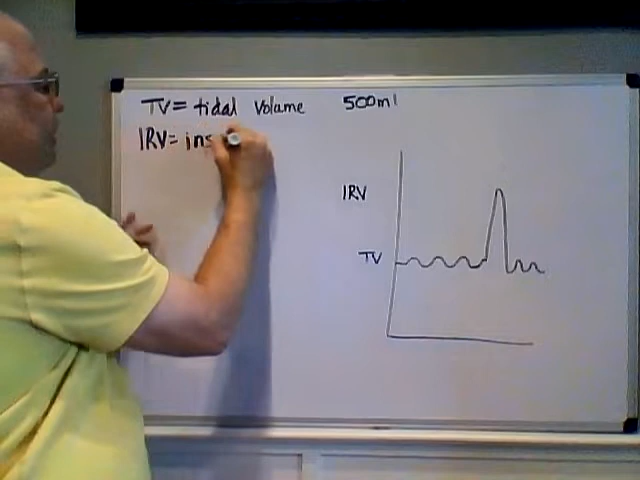 TV = tidal Volume 500ml
IRV = ins
IRV
TV